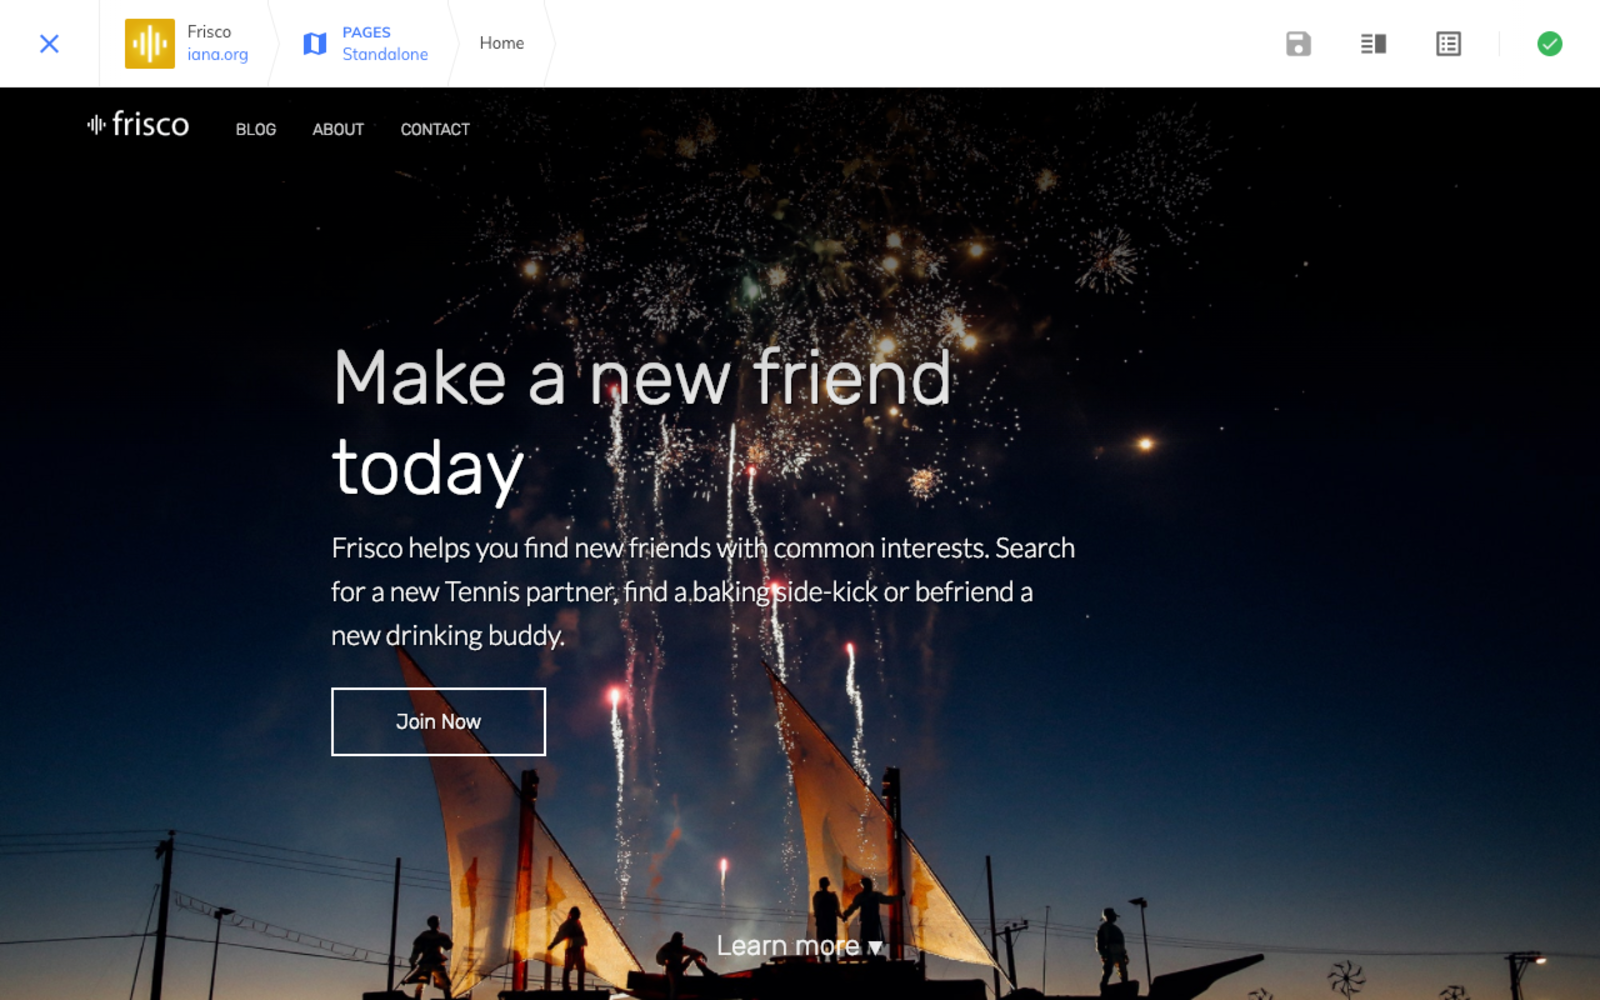 Frisco
iana.org
PAGES
Standalone
Home
frisco
BLOG
ABOUT
CONTACT
Make a new friend
today
Frisco helps you find new friends with common interests. Search
for a new Tennis partner, find a baking side-kick or befriend a
new drinking buddy.
Join Now
Learn more ▾